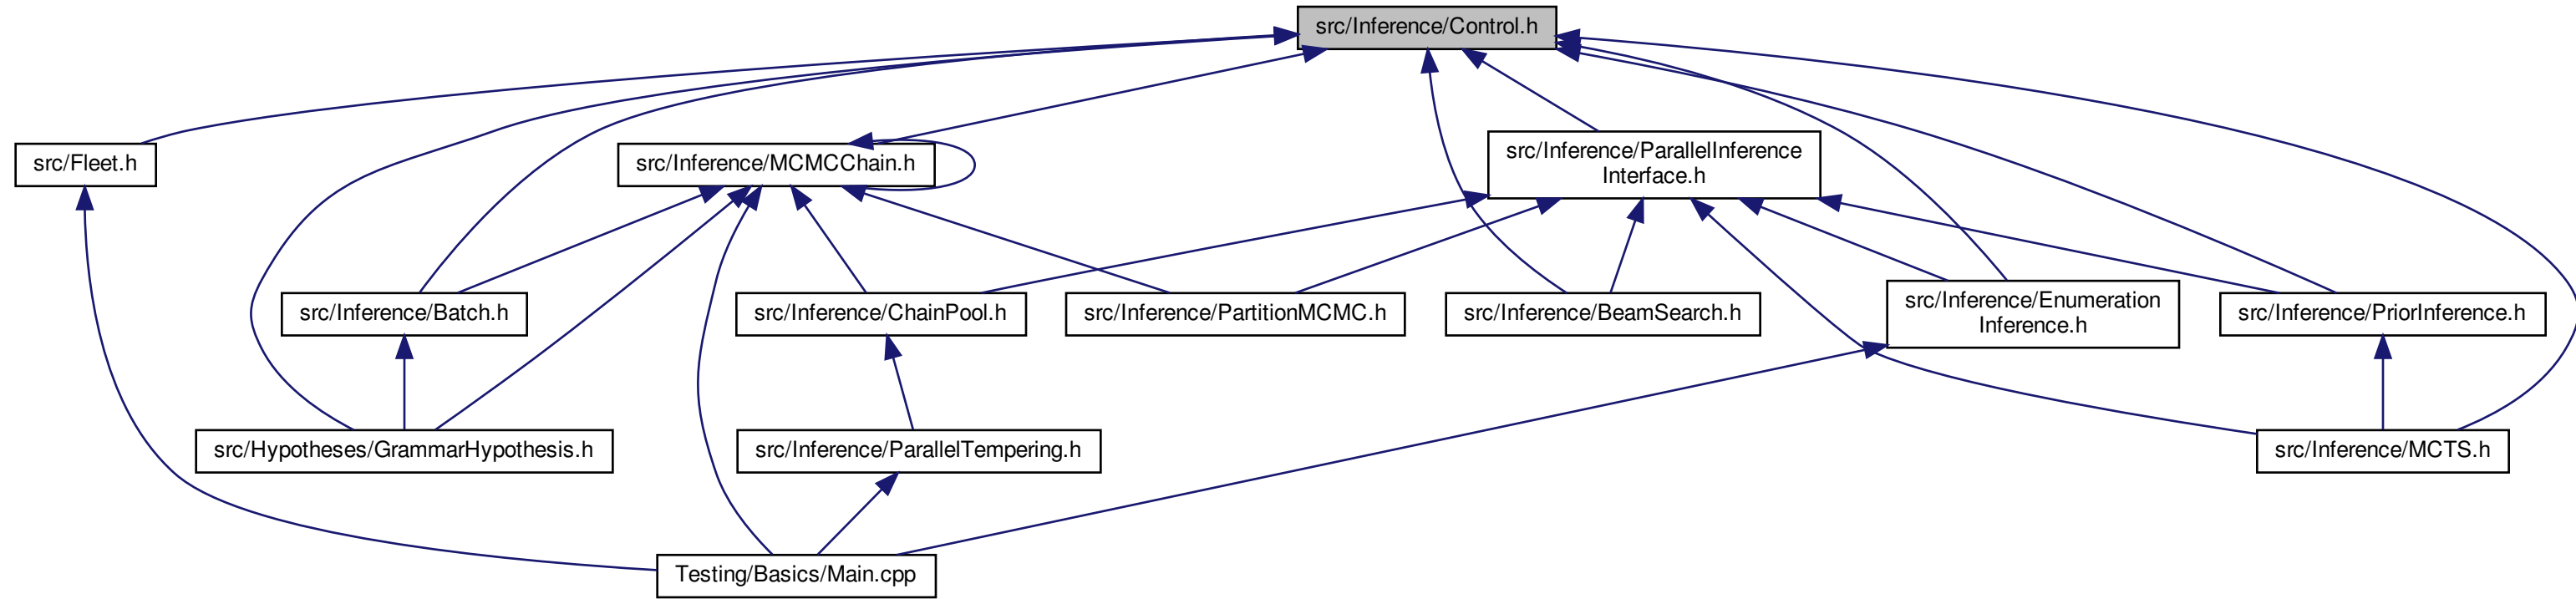 src/Inference/Control.h
src/Fleet.h
src/Inference/MCMCChain.h
src/Inference/ParallelInference
Interface.h
src/Inference/Batch.h
src/Inference/ChainPool.h
src/Inference/PartitionMCMC.h
src/Inference/BeamSearch.h
src/Inference/Enumeration
Inference.h
src/Inference/PriorInference.h
src/Hypotheses/GrammarHypothesis.h
src/Inference/ParallelTempering.h
src/Inference/MCTS.h
Testing/Basics/Main.cpp